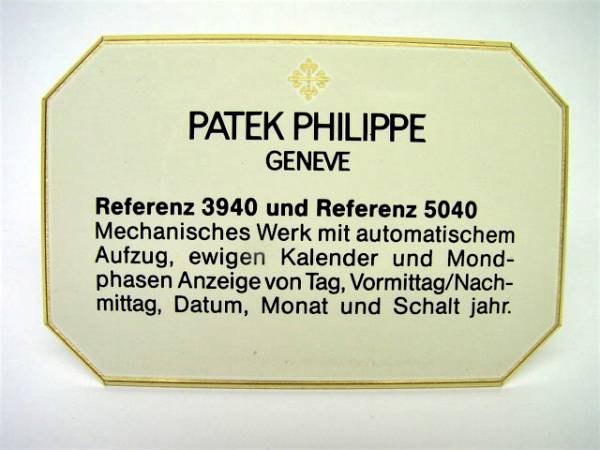 PATEK PHILIPPE
GENEVE
Referenz 3940 und Referenz 5040
Mechanisches Werk mit automatischem
Aufzug, ewigen Kalender und Mond-
phasen Anzeige von Tag, Vormittag/Nach-
mittag, Datum, Monat und Schalt jahr.